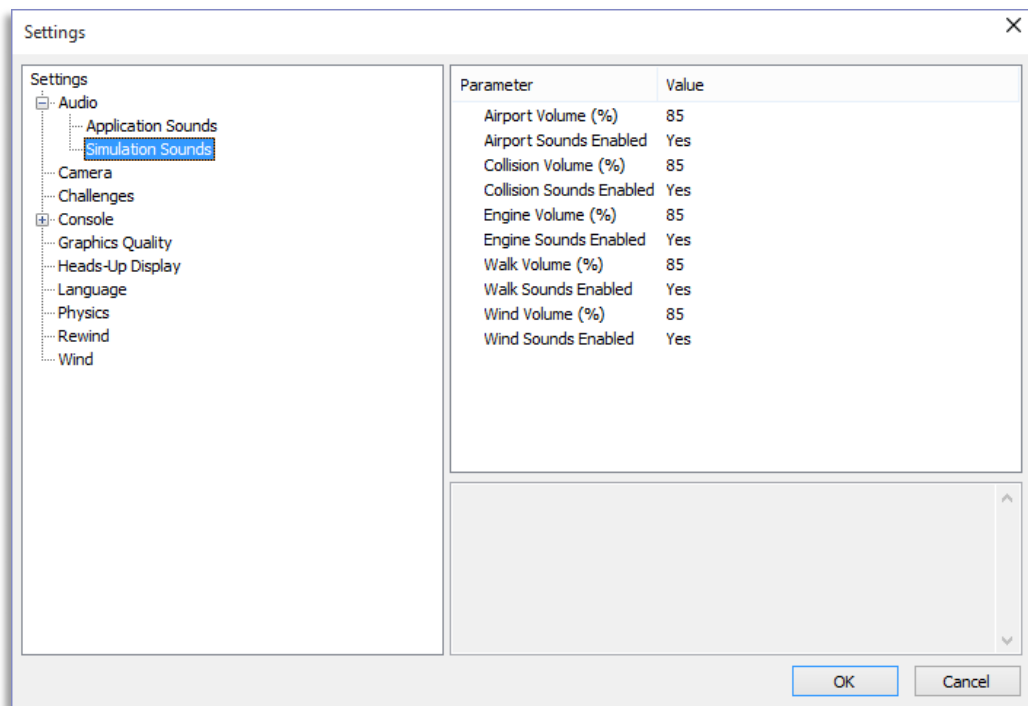 Settings
Settings
Audio
Application Sounds
Simulation Sounds
Camera
Challenges
Console
Graphics Quality
Heads-Up Display
Language
Physics
Rewind
Wind
Parameter Value
Airport Volume (%) 85
Airport Sounds Enabled Yes
Collision Volume (%) 85
Collision Sounds Enabled Yes
Engine Volume (%) 85
Engine Sounds Enabled Yes
Walk Volume (%) 85
Walk Sounds Enabled Yes
Wind Volume (%) 85
Wind Sounds Enabled Yes
OK Cancel